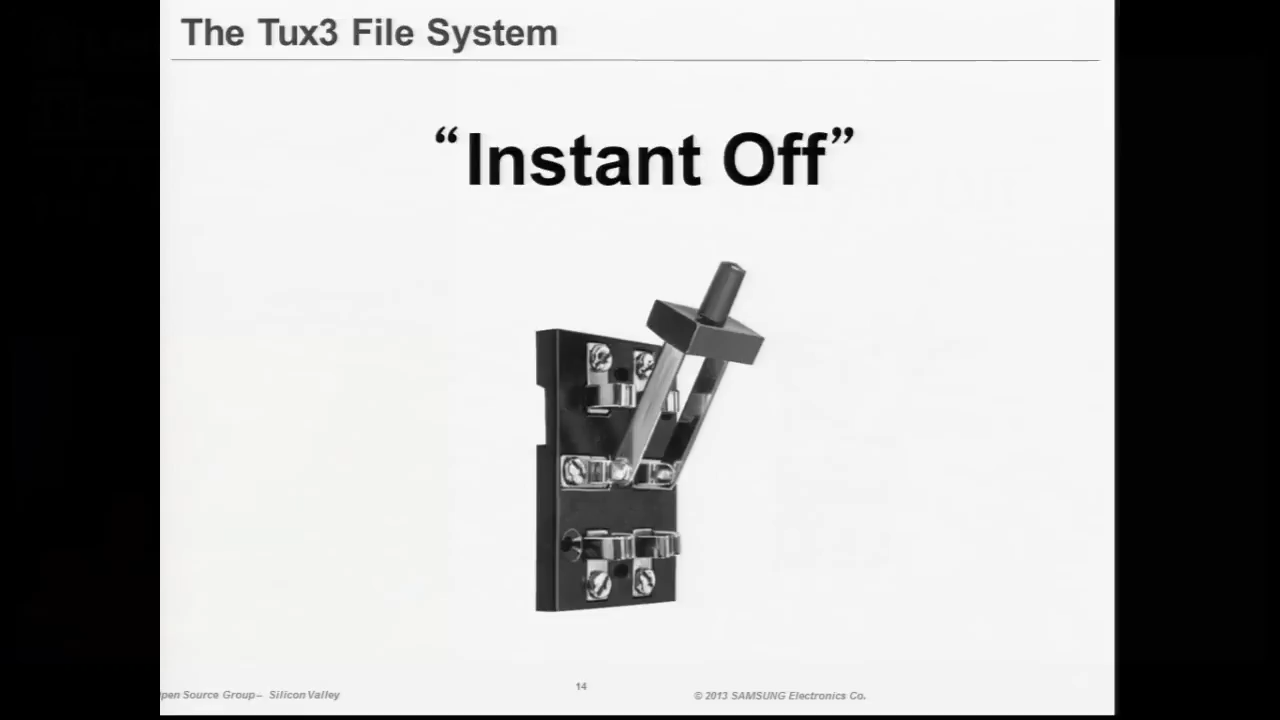 The Tux3 File System
“Instant Off”
14
pen Source Group– Silicon Valley
© 2013 SAMSUNG Electronics Co.